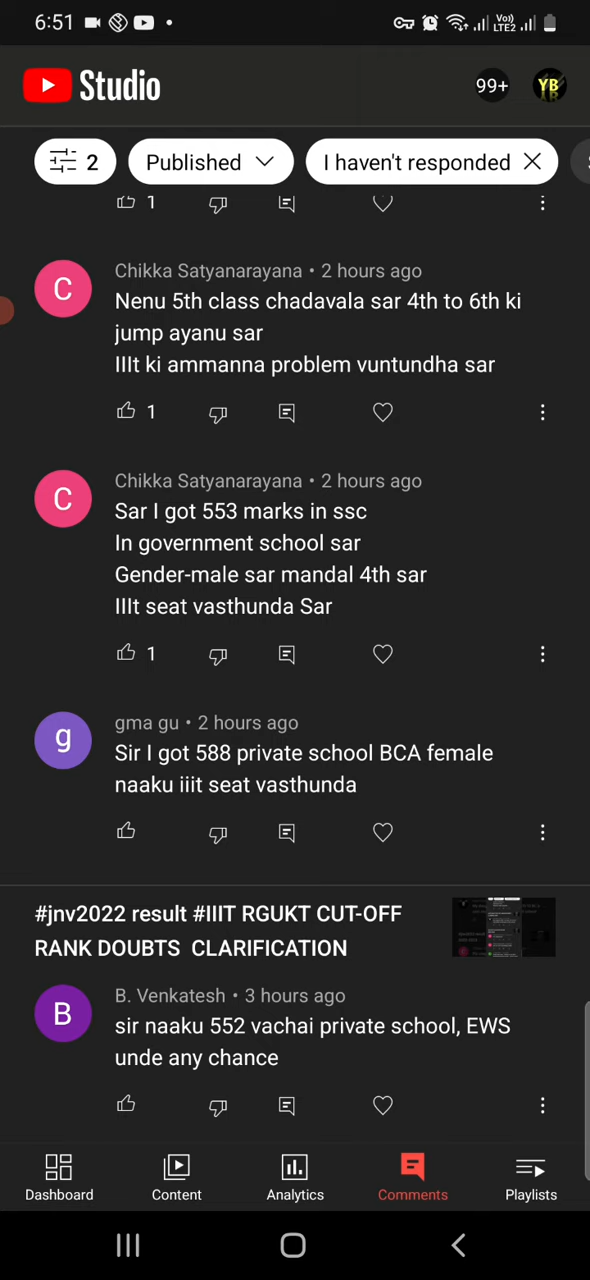 6:51
Vo)) LTE2
Studio
99+
YB
2
Published
I haven't responded
1
Chikka Satyanarayana • 2 hours ago
Nenu 5th class chadavala sar 4th to 6th ki
jump ayanu sar
IIIt ki ammanna problem vuntundha sar
1
Chikka Satyanarayana • 2 hours ago
Sar I got 553 marks in ssc
In government school sar
Gender-male sar mandal 4th sar
IIIt seat vasthunda Sar
1
gma gu • 2 hours ago
Sir I got 588 private school BCA female
naaku iiit seat vasthunda
#jnv2022 result #IIIT RGUKT CUT-OFF
RANK DOUBTS CLARIFICATION
B. Venkatesh • 3 hours ago
sir naaku 552 vachai private school, EWS
unde any chance
Dashboard
Content
Analytics
Comments
Playlists
C
C
g
B